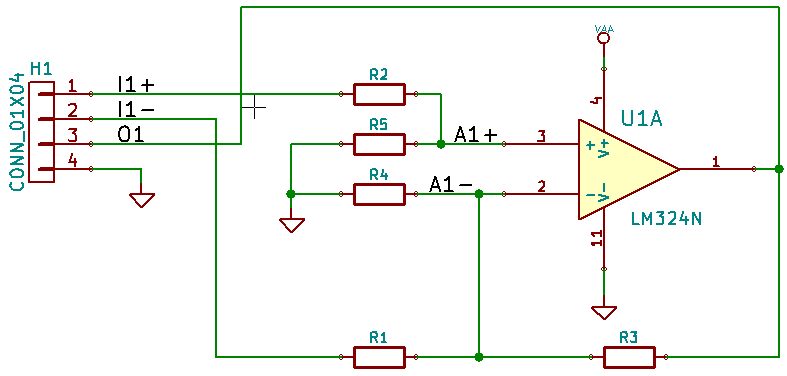 VAA
H1
CONN_01X04
1
I1+
2
I1-
3
O1
4
R2
R5
A1+
3
R4
A1-
2
4
U1A
+
V+
-
V-
1
LM324N
11
R1
R3